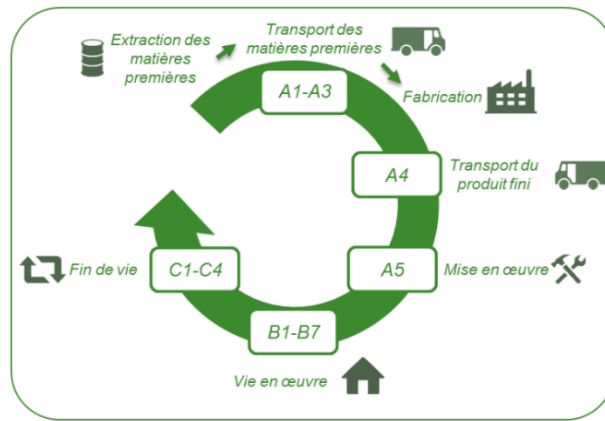 Extraction des
matières
premières
Transport des
matières premières
Fabrication
A1-A3
A4
Transport du
produit fini
A5
Mise en œuvre
B1-B7
Vie en œuvre
C1-C4
Fin de vie